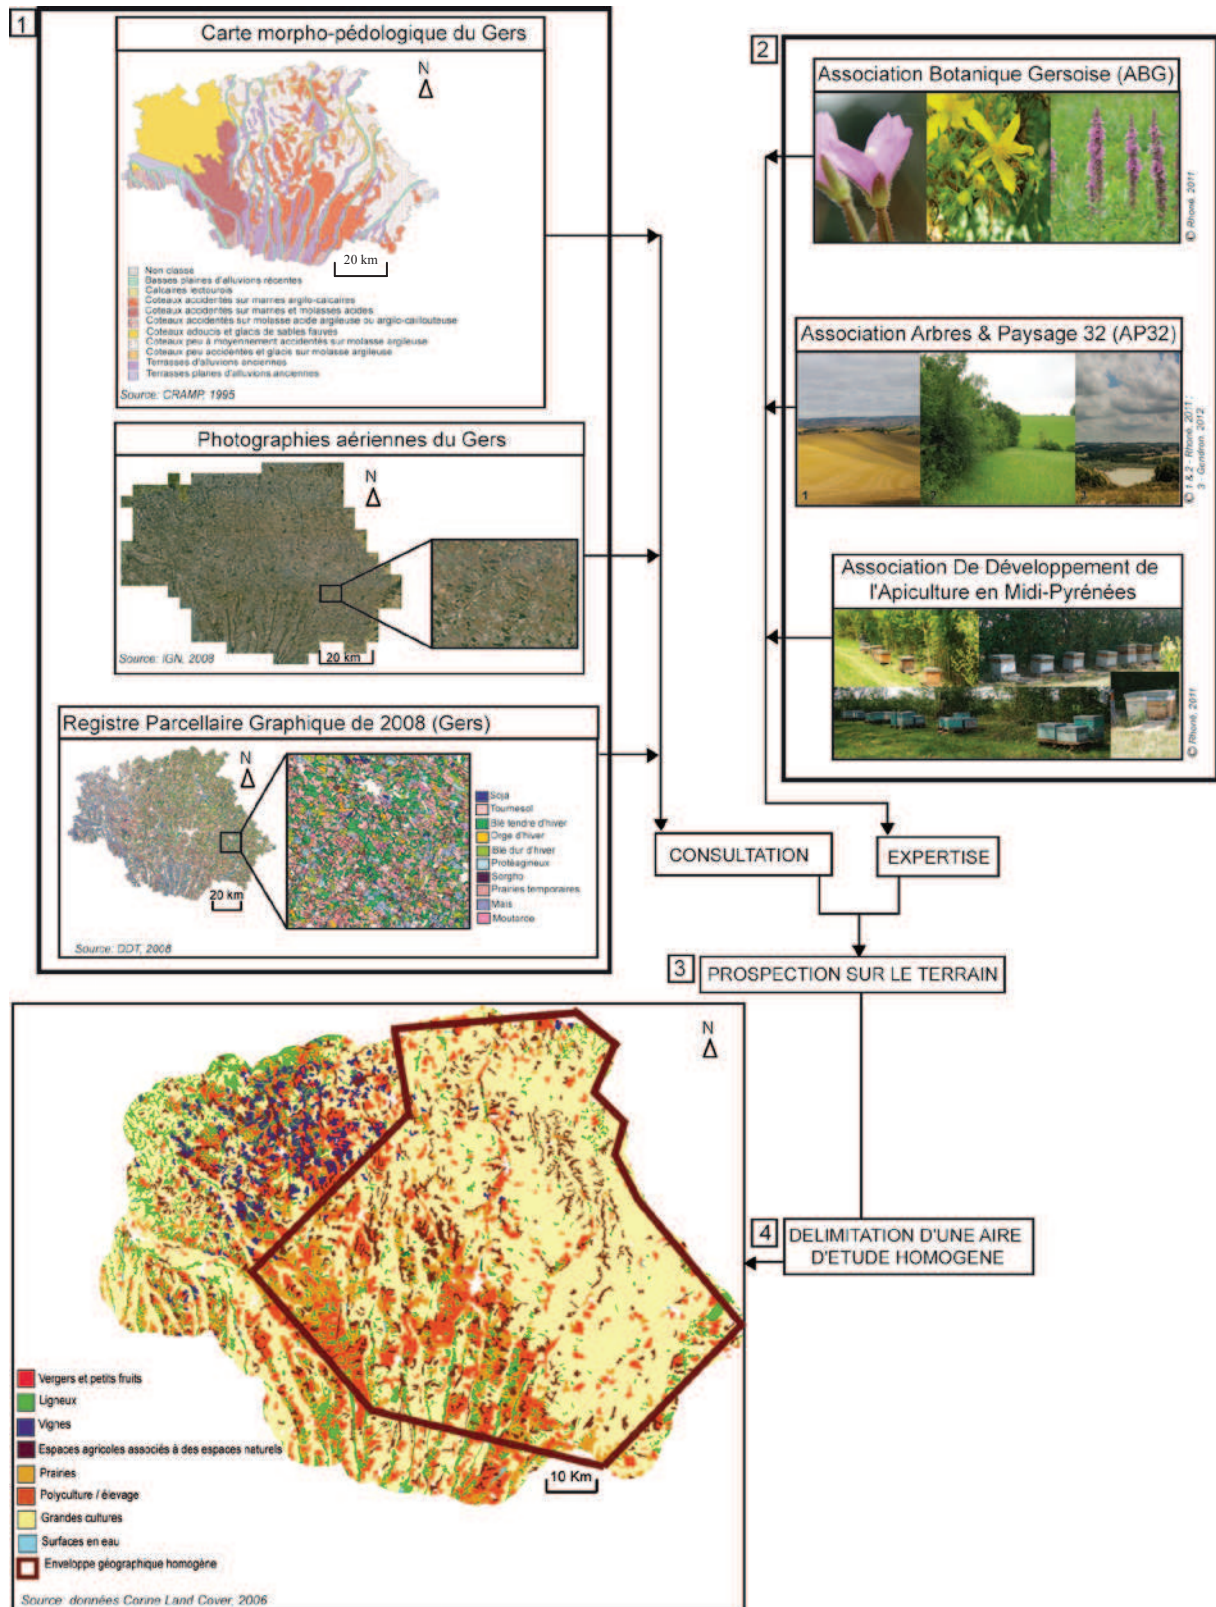 1
Carte morpho-pédologique du Gers
N
20 km
Non classé
Basses plaines d'alluvions récentes
Calcaires lectourois
Coteaux accidentés sur marnes argilo-calcaires
Coteaux accidentés sur marnes et molasses acides
Coteaux accidentés sur molasse acide argileuse ou argilo-caillouteuse
Coteaux adoucis et glacis de sables fauves
Coteaux peu à moyennement accidentés sur molasse argileuse
Coteaux peu accidentés et glacis sur molasse argileuse
Terrasses d'alluvions anciennes
Terrasses planes d'alluvions anciennes
Source: CRAMP, 1995
Photographies aériennes du Gers
N
20 km
Source: IGN, 2008
Registre Parcellaire Graphique de 2008 (Gers)
N
20 km
Soja
Tournesol
Blé tendre d'hiver
Orge d'hiver
Blé dur d'hiver
Protéagineux
Sorgho
Prairies temporaires
Maïs
Moutarde
Source: DDT, 2008
2
Association Botanique Gersoise (ABG)
© Rhoné, 2011
Association Arbres & Paysage 32 (AP32)
1
2
3
© 1 & 2 - Rhoné, 2011 ;
3 - Gendron, 2012
Association De Développement de
l'Apiculture en Midi-Pyrénées
© Rhoné, 2011
CONSULTATION
EXPERTISE
3
PROSPECTION SUR LE TERRAIN
4
DELIMITATION D'UNE AIRE
D'ETUDE HOMOGENE
N
10 Km
Vergers et petits fruits
Ligneux
Vignes
Espaces agricoles associés à des espaces naturels
Prairies
Polyculture / élevage
Grandes cultures
Surfaces en eau
Enveloppe géographique homogène
Source: données Corine Land Cover, 2006